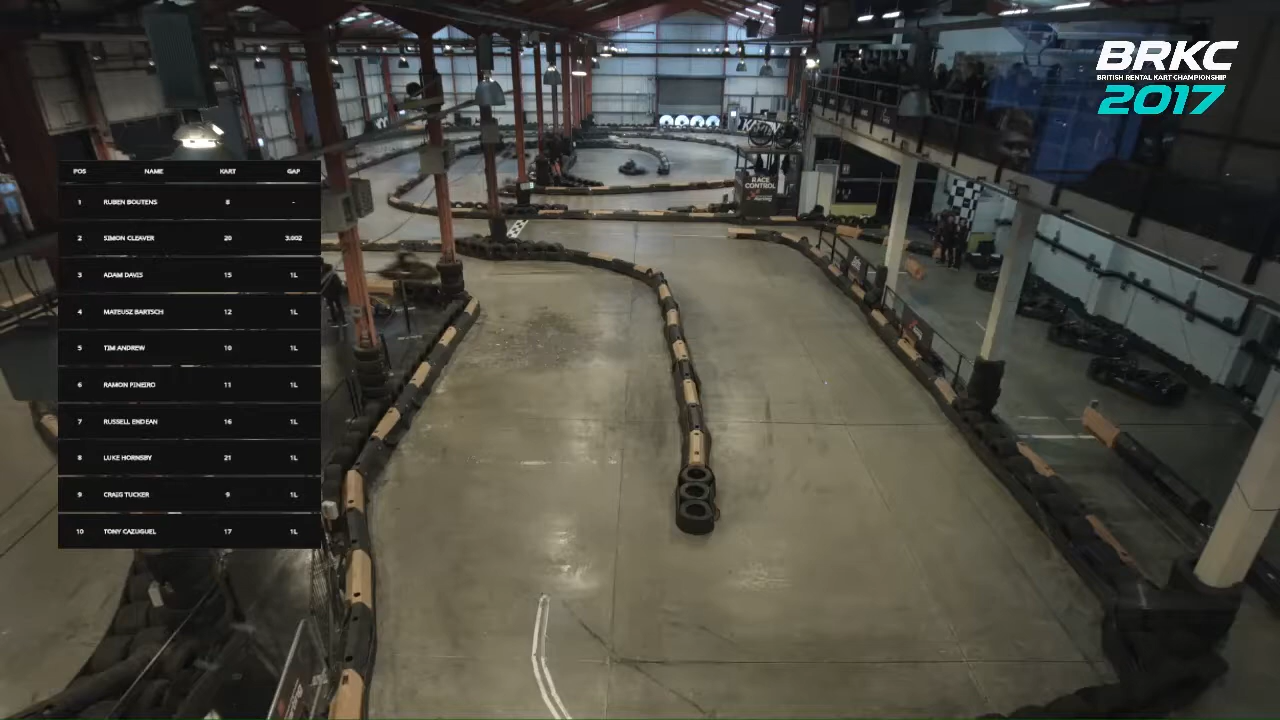 BRKC
BRITISH RENTAL KART CHAMPIONSHIP
2017
POS NAME KART GAP
1 RUBEN BOUTENS 8 -
2 SIMON CLEAVER 20 3.002
3 ADAM DAVIS 15 1L
4 MATEUSZ BARTSCH 12 1L
5 TIM ANDREW 10 1L
6 RAMON PINEIRO 11 1L
7 RUSSELL ENDEAN 16 1L
8 LUKE HORNSBY 21 1L
9 CRAIG TUCKER 9 1L
10 TONY CAZUGUEL 17 1L
RACE
CONTROL